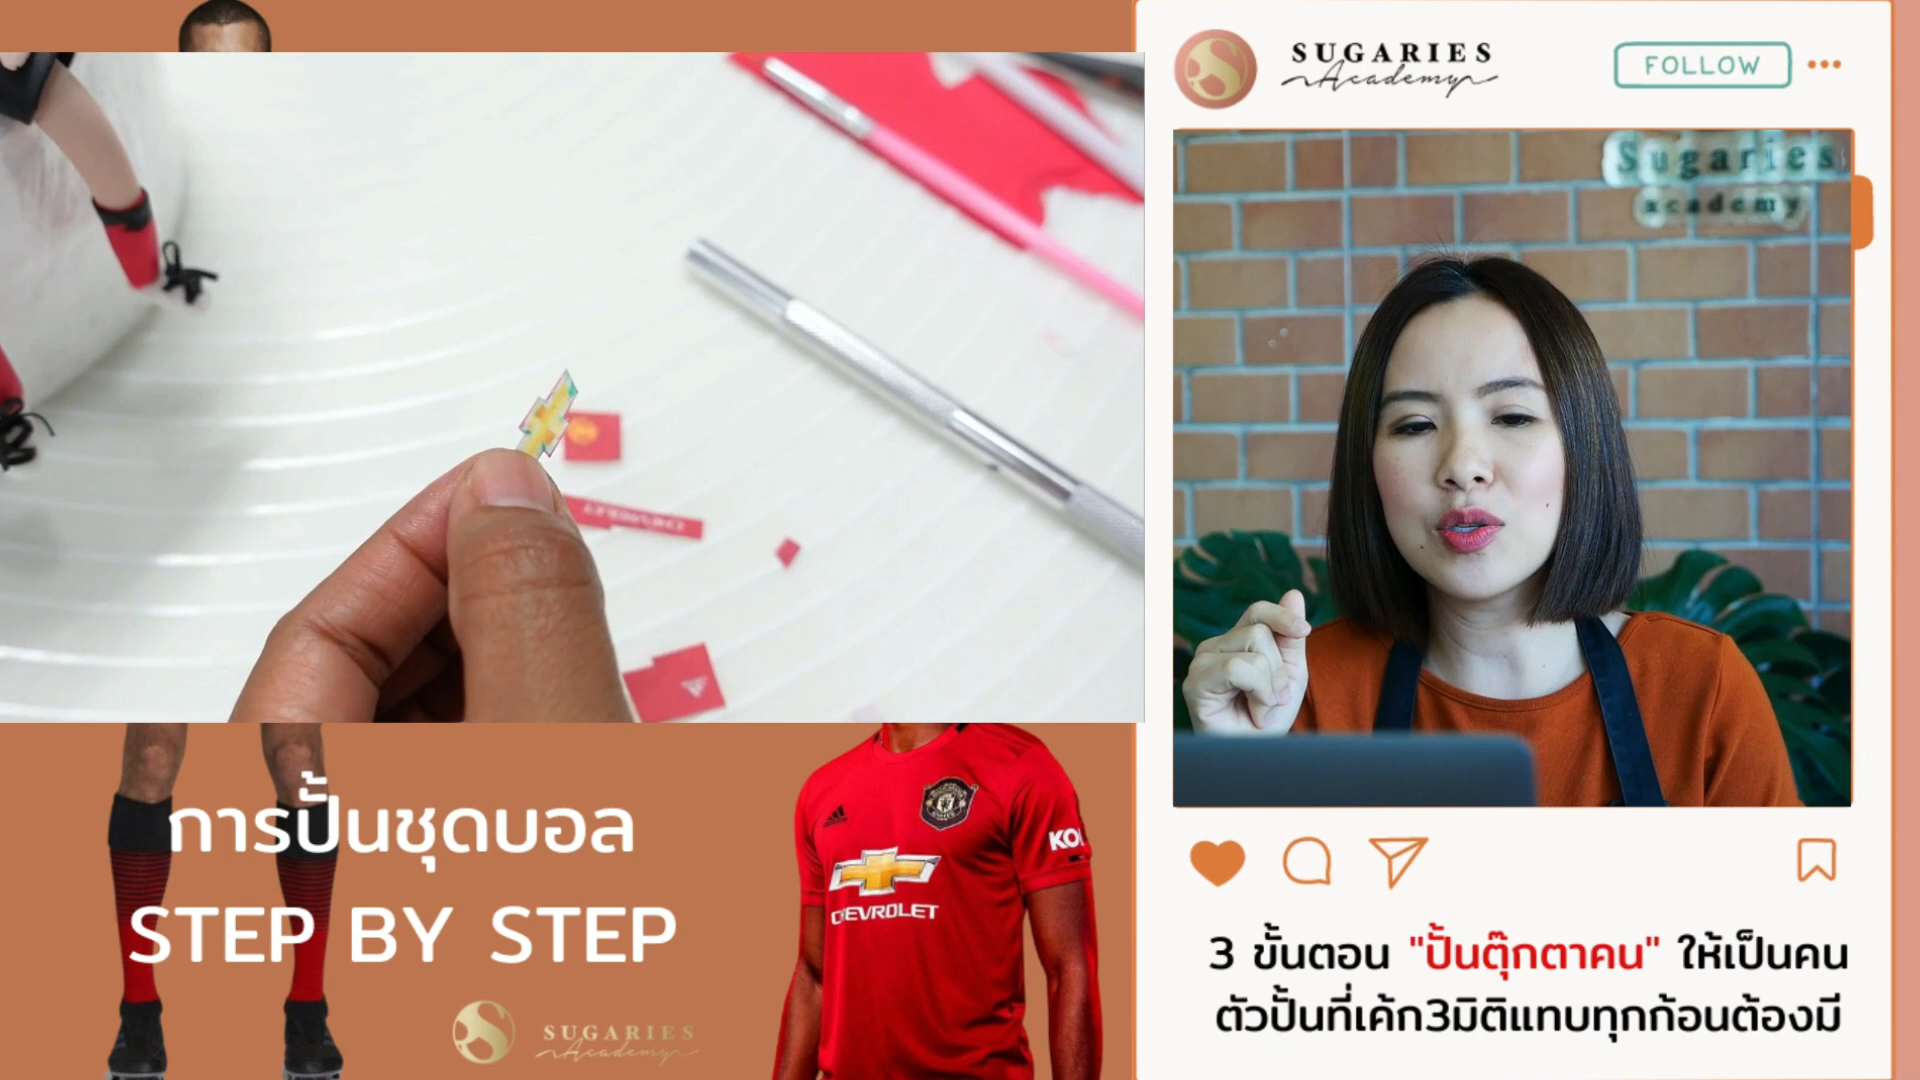 การปั้นชุดบอล
STEP BY STEP
SUGARIES
Academy
CHEVROLET
SUGARIES
Academy
FOLLOW
Sugaries
academy
3 ขั้นตอน "ปั้นตุ๊กตาคน" ให้เป็นคน
ตัวปั้นที่เค้ก3มิติแทบทุกก้อนต้องมี